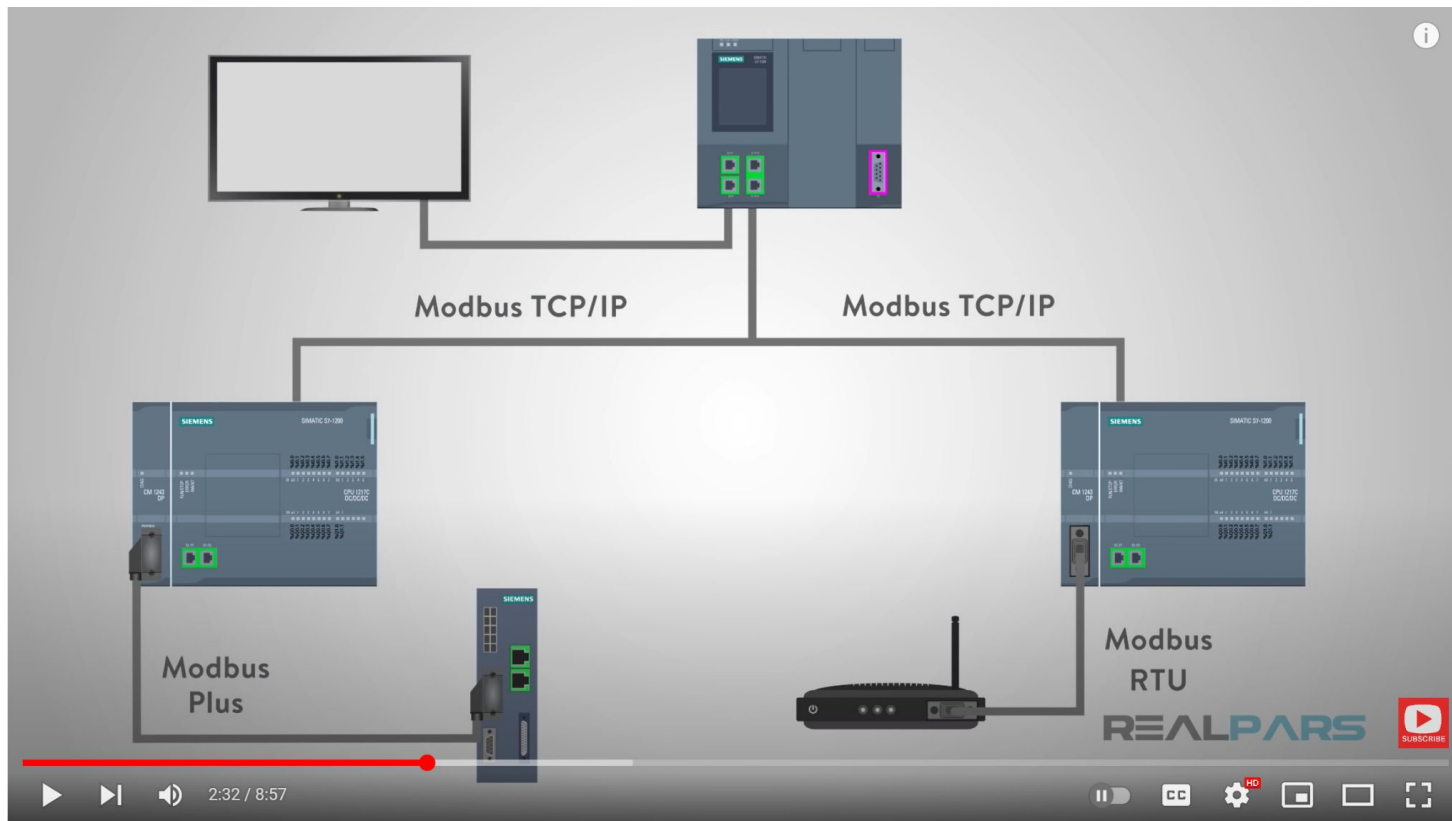 SIEMENS
Modbus TCP/IP
Modbus TCP/IP
SIEMENS
SIMATIC S7-1200
CM 1243
DP
CPU 1217C
DC/DC/DC
SIEMENS
SIMATIC S7-1200
CM 1243
DP
CPU 1217C
DC/DC/DC
SIEMENS
Modbus
Plus
Modbus
RTU
REALPARS
SUBSCRIBE
2:32 / 8:57
CC
HD